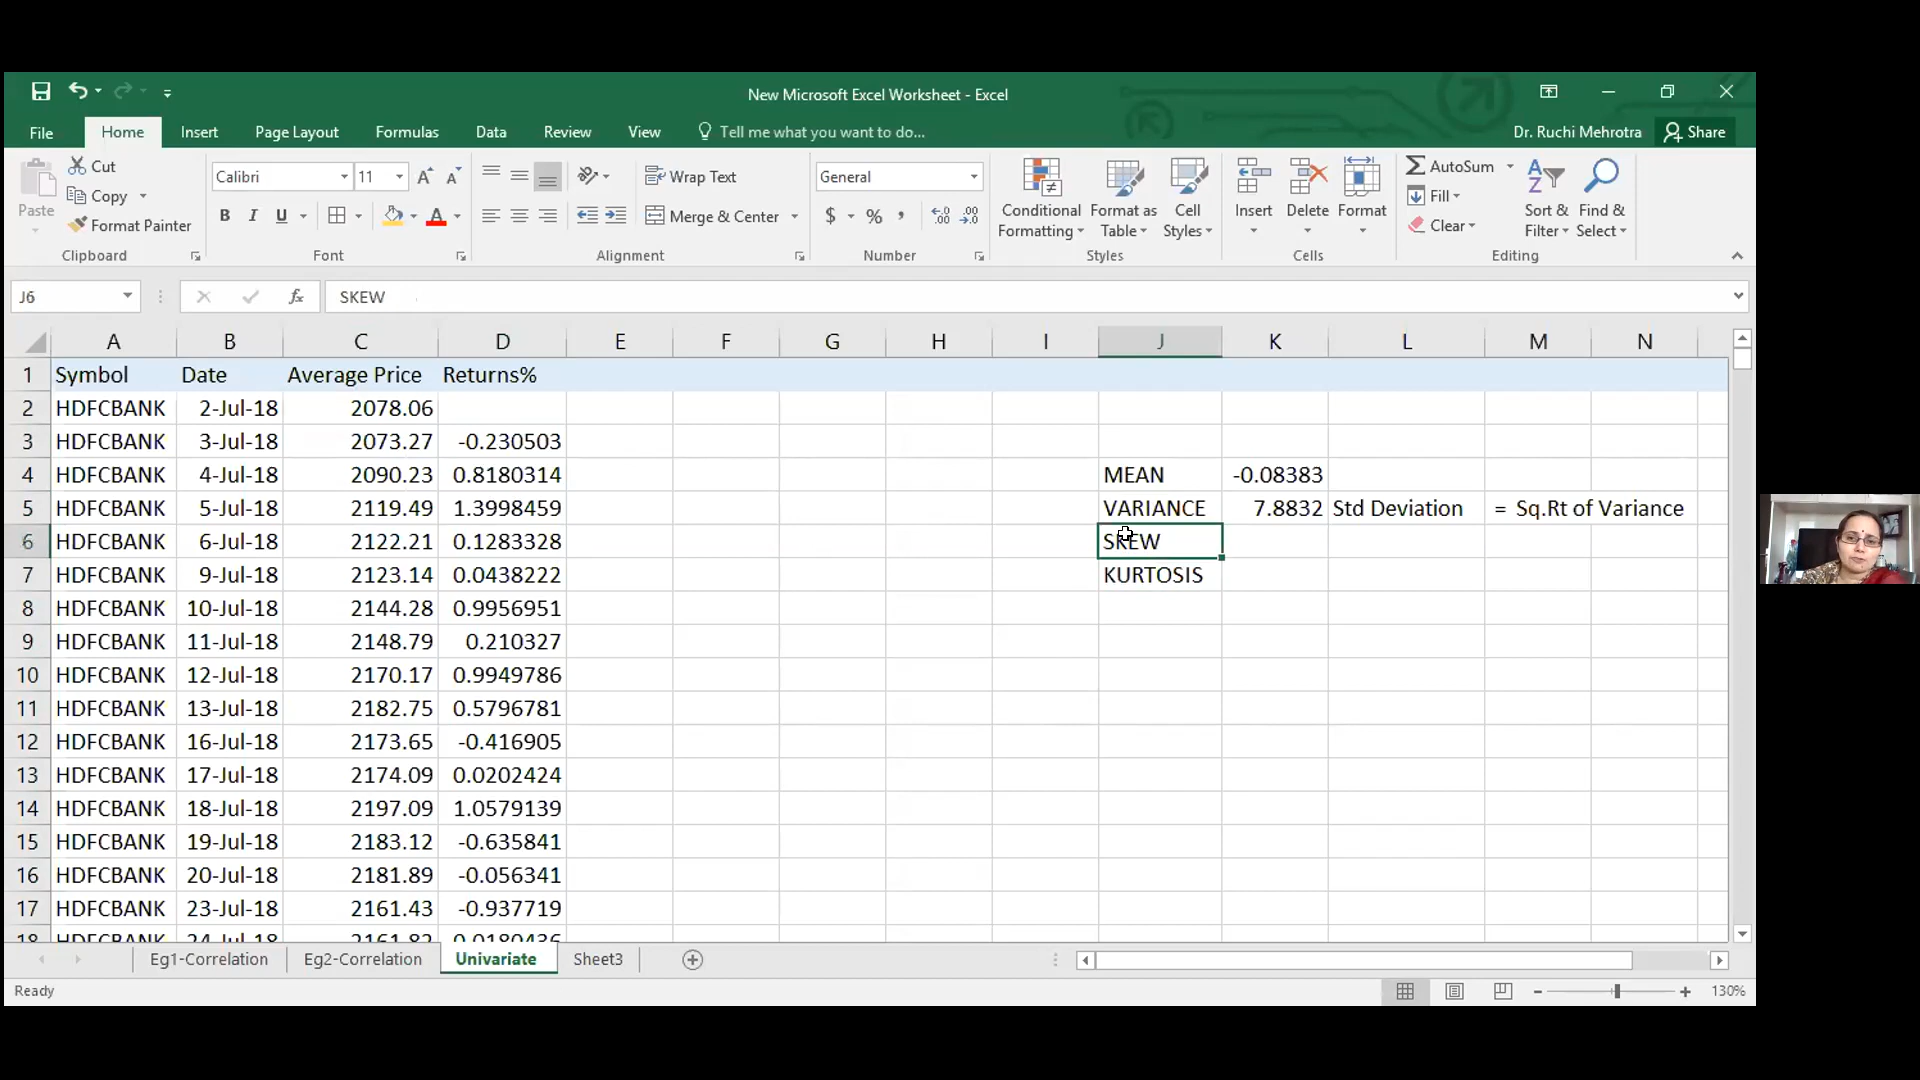 New Microsoft Excel Worksheet - Excel
File Home Insert Page Layout Formulas Data Review View Tell me what you want to do... Dr. Ruchi Mehrotra Share
Paste Cut
Copy
Format Painter
Calibri 11
B I U A
Wrap Text
Merge & Center
General
$ %
Conditional Formatting
Format as Table
Cell Styles
Insert
Delete
Format
AutoSum
Fill
Clear
Sort & Filter
Find & Select
Clipboard Font Alignment Number Styles Cells Editing
J6 fx SKEW
A B C D E F G H I J K L M N
1 Symbol Date Average Price Returns%
2 HDFCBANK 2-Jul-18 2078.06
3 HDFCBANK 3-Jul-18 2073.27 -0.230503
4 HDFCBANK 4-Jul-18 2090.23 0.8180314 MEAN -0.08383
5 HDFCBANK 5-Jul-18 2119.49 1.3998459 VARIANCE 7.8832 Std Deviation = Sq.Rt of Variance
6 HDFCBANK 6-Jul-18 2122.21 0.1283328 SKEW
7 HDFCBANK 9-Jul-18 2123.14 0.0438222 KURTOSIS
8 HDFCBANK 10-Jul-18 2144.28 0.9956951
9 HDFCBANK 11-Jul-18 2148.79 0.210327
10 HDFCBANK 12-Jul-18 2170.17 0.9949786
11 HDFCBANK 13-Jul-18 2182.75 0.5796781
12 HDFCBANK 16-Jul-18 2173.65 -0.416905
13 HDFCBANK 17-Jul-18 2174.09 0.0202424
14 HDFCBANK 18-Jul-18 2197.09 1.0579139
15 HDFCBANK 19-Jul-18 2183.12 -0.635841
16 HDFCBANK 20-Jul-18 2181.89 -0.056341
17 HDFCBANK 23-Jul-18 2161.43 -0.937719
18 HDFCBANK 24-Jul-18 2161.82 0.0180436
Eg1-Correlation Eg2-Correlation Univariate Sheet3
Ready 130%